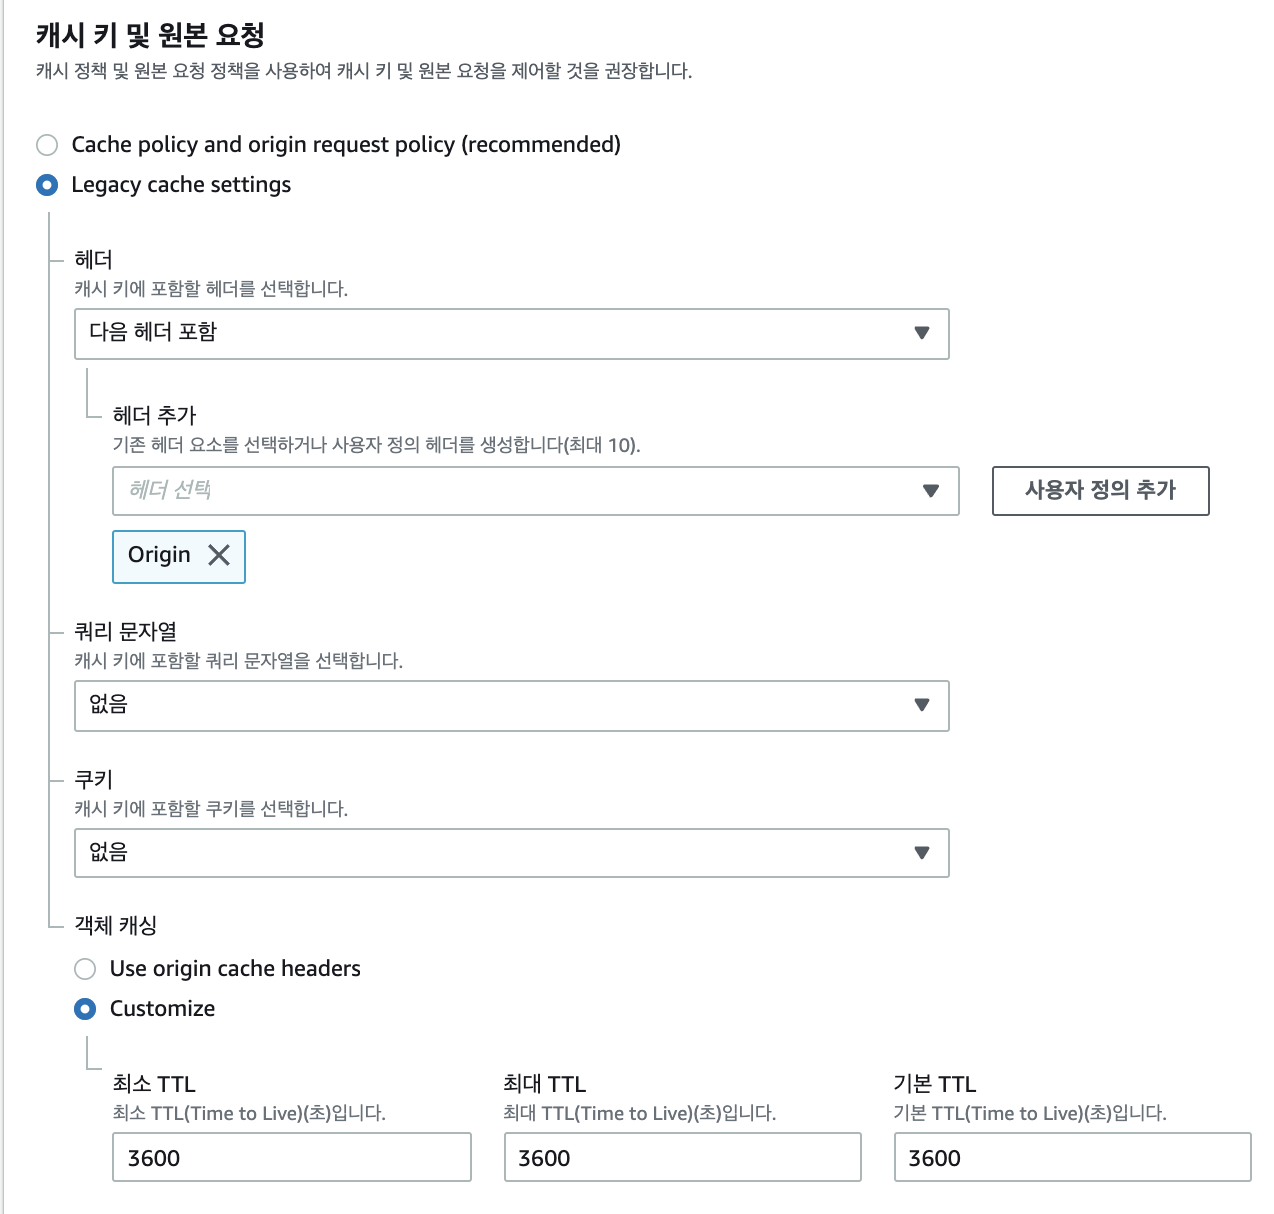 캐시 키 및 원본 요청
캐시 정책 및 원본 요청 정책을 사용하여 캐시 키 및 원본 요청을 제어할 것을 권장합니다.
Cache policy and origin request policy (recommended)
Legacy cache settings
헤더
캐시 키에 포함할 헤더를 선택합니다.
다음 헤더 포함
헤더 추가
기존 헤더 요소를 선택하거나 사용자 정의 헤더를 생성합니다(최대 10).
헤더 선택
사용자 정의 추가
Origin
쿼리 문자열
캐시 키에 포함할 쿼리 문자열을 선택합니다.
없음
쿠키
캐시 키에 포함할 쿠키를 선택합니다.
없음
객체 캐싱
Use origin cache headers
Customize
최소 TTL
최소 TTL(Time to Live)(초)입니다.
3600
최대 TTL
최대 TTL(Time to Live)(초)입니다.
3600
기본 TTL
기본 TTL(Time to Live)(초)입니다.
3600